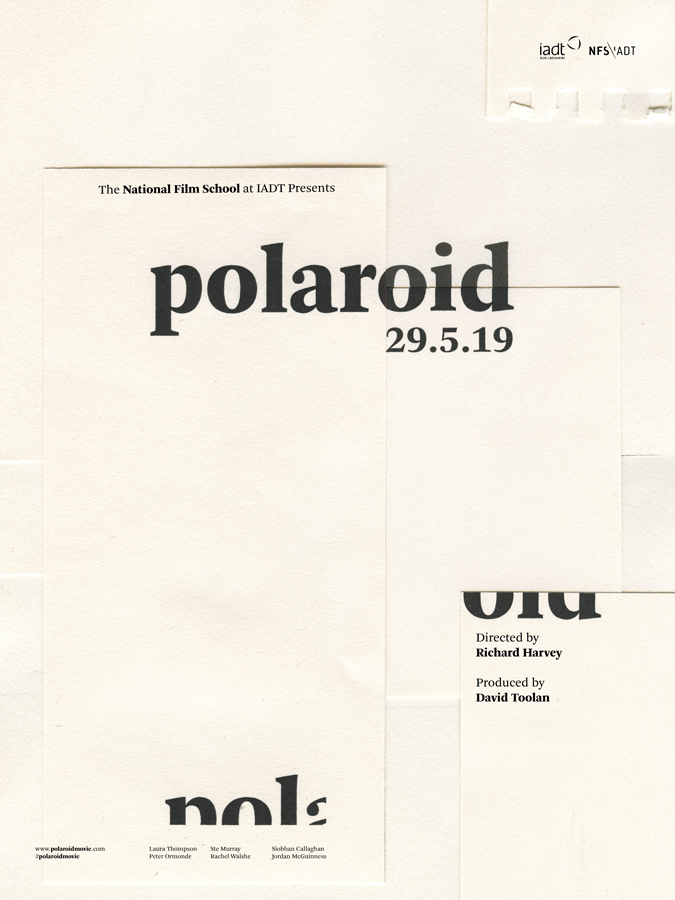 iadt
NFS\IADT
The National Film School at IADT Presents
polaroid
29.5.19
oid
Directed by
Richard Harvey
Produced by
David Toolan
pola
www.polaroidmovie.com
#polaroidmovie
Laura Thompson
Peter Ormonde
Ste Murray
Rachel Walshe
Siobhan Callaghan
Jordan McGuinness